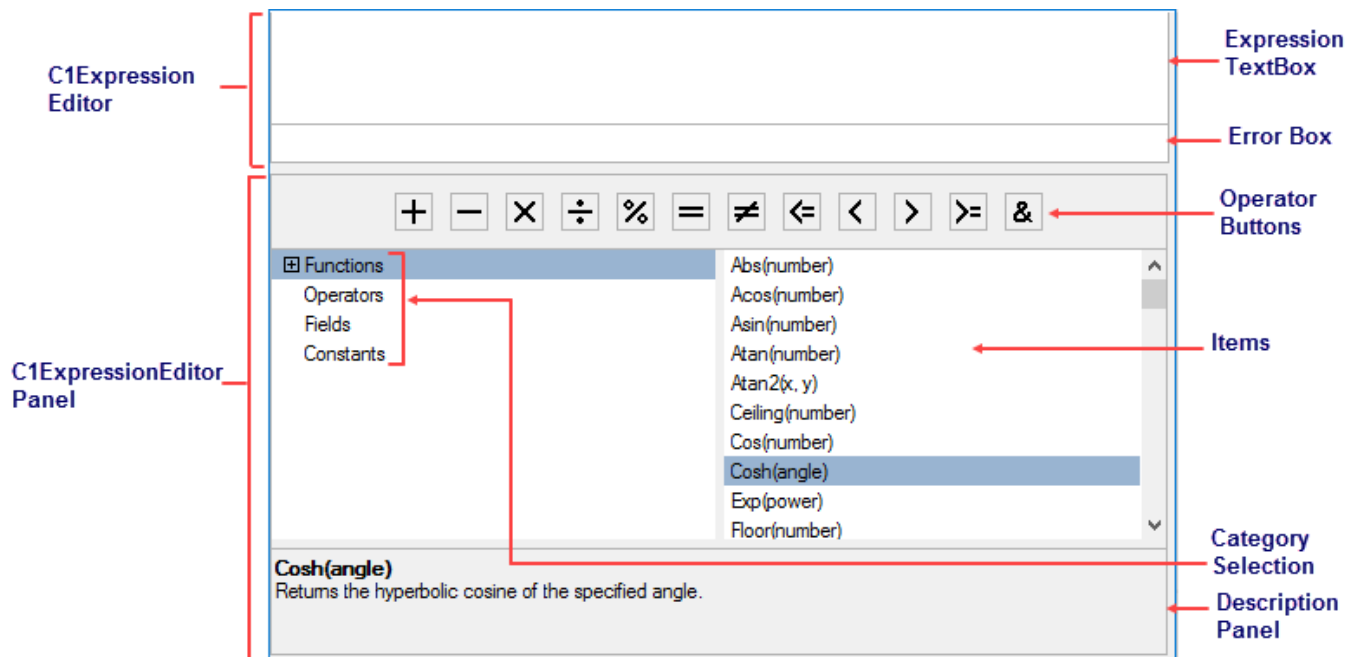 C1Expression
Editor
Expression
TextBox
Error Box
+ − × ÷ % = ≠ <= < > >= &
Operator
Buttons
C1ExpressionEditor
Panel
Functions
Operators
Fields
Constants
Abs(number)
Acos(number)
Asin(number)
Atan(number)
Atan2(x, y)
Ceiling(number)
Cos(number)
Cosh(angle)
Exp(power)
Floor(number)
Items
Category
Selection
Cosh(angle)
Returns the hyperbolic cosine of the specified angle.
Description
Panel